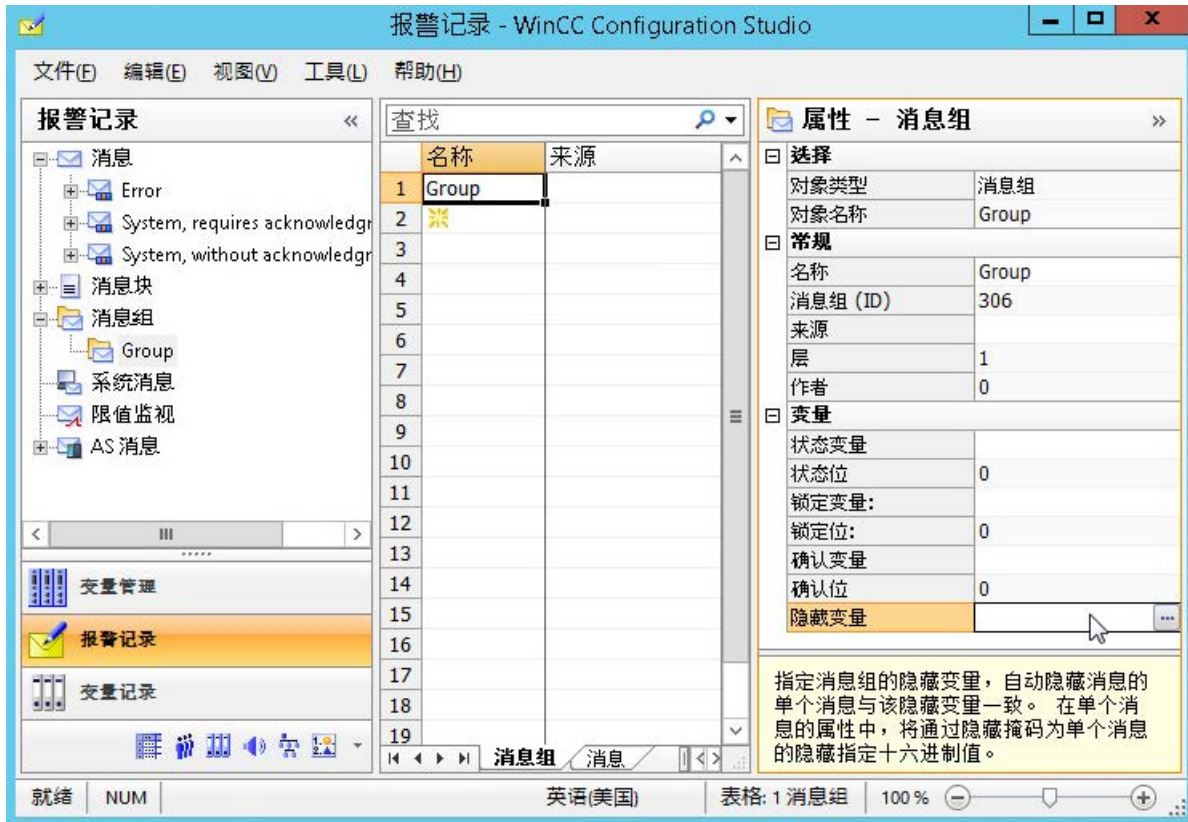 报警记录 - WinCC Configuration Studio
文件(F) 编辑(E) 视图(V) 工具(L) 帮助(H)
报警记录 «
消息
Error
System, requires acknowledgr
System, without acknowledgr
消息块
消息组
Group
系统消息
限值监视
AS 消息
变量管理
报警记录
变量记录
查找
名称 来源
1 Group
2
3
4
5
6
7
8
9
10
11
12
13
14
15
16
17
18
19
消息组 消息
属性 - 消息组 »
选择
对象类型 消息组
对象名称 Group
常规
名称 Group
消息组 (ID) 306
来源
层 1
作者 0
变量
状态变量
状态位 0
锁定变量:
锁定位: 0
确认变量
确认位 0
隐藏变量 ...
指定消息组的隐藏变量，自动隐藏消息的
单个消息与该隐藏变量一致。 在单个消
息的属性中，将通过隐藏掩码为单个消息
的隐藏指定十六进制值。
就绪 NUM 英语(美国) 表格: 1 消息组 100 %